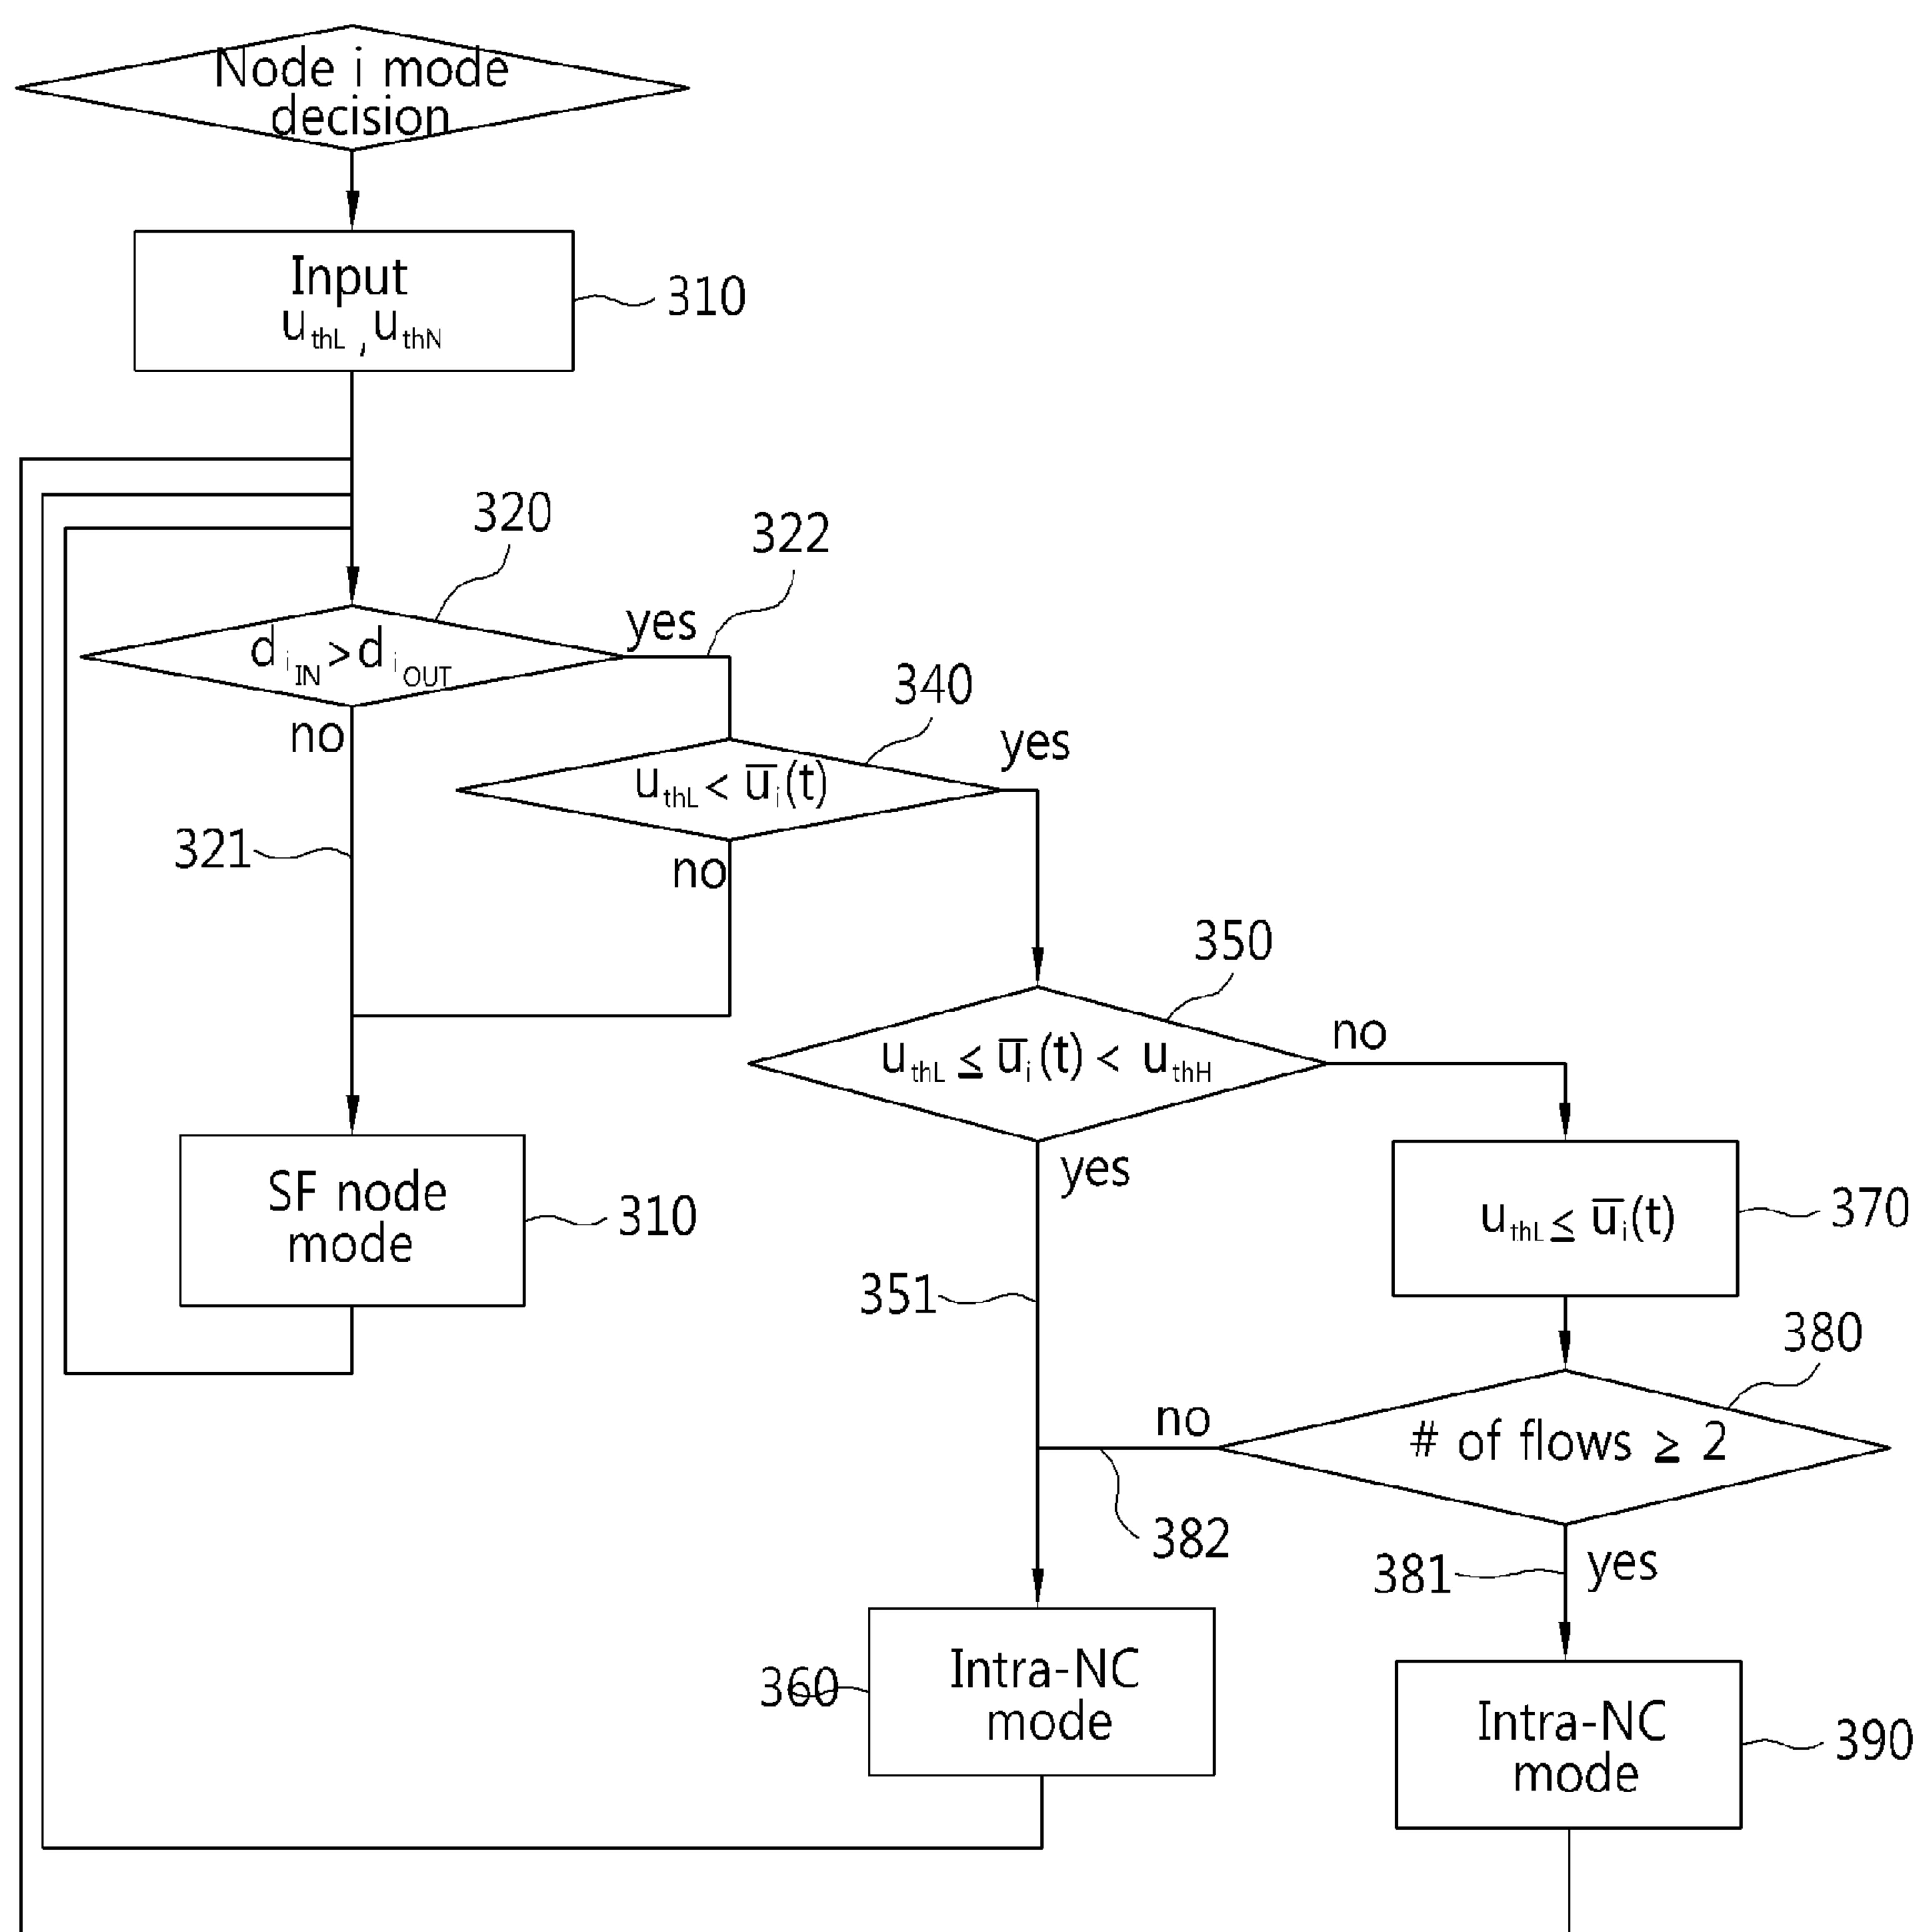 Node i mode
decision
Input
u thL , u thN
310
320
322
d i IN > d i OUT
yes
no
340
u thL < ū i (t)
yes
no
321
350
u thL ≤ ū i (t) < u thH
no
yes
SF node
mode
310
u thL ≤ ū i (t)
370
351
380
# of flows ≥ 2
no
382
381
yes
360
Intra-NC
mode
Intra-NC
mode
390